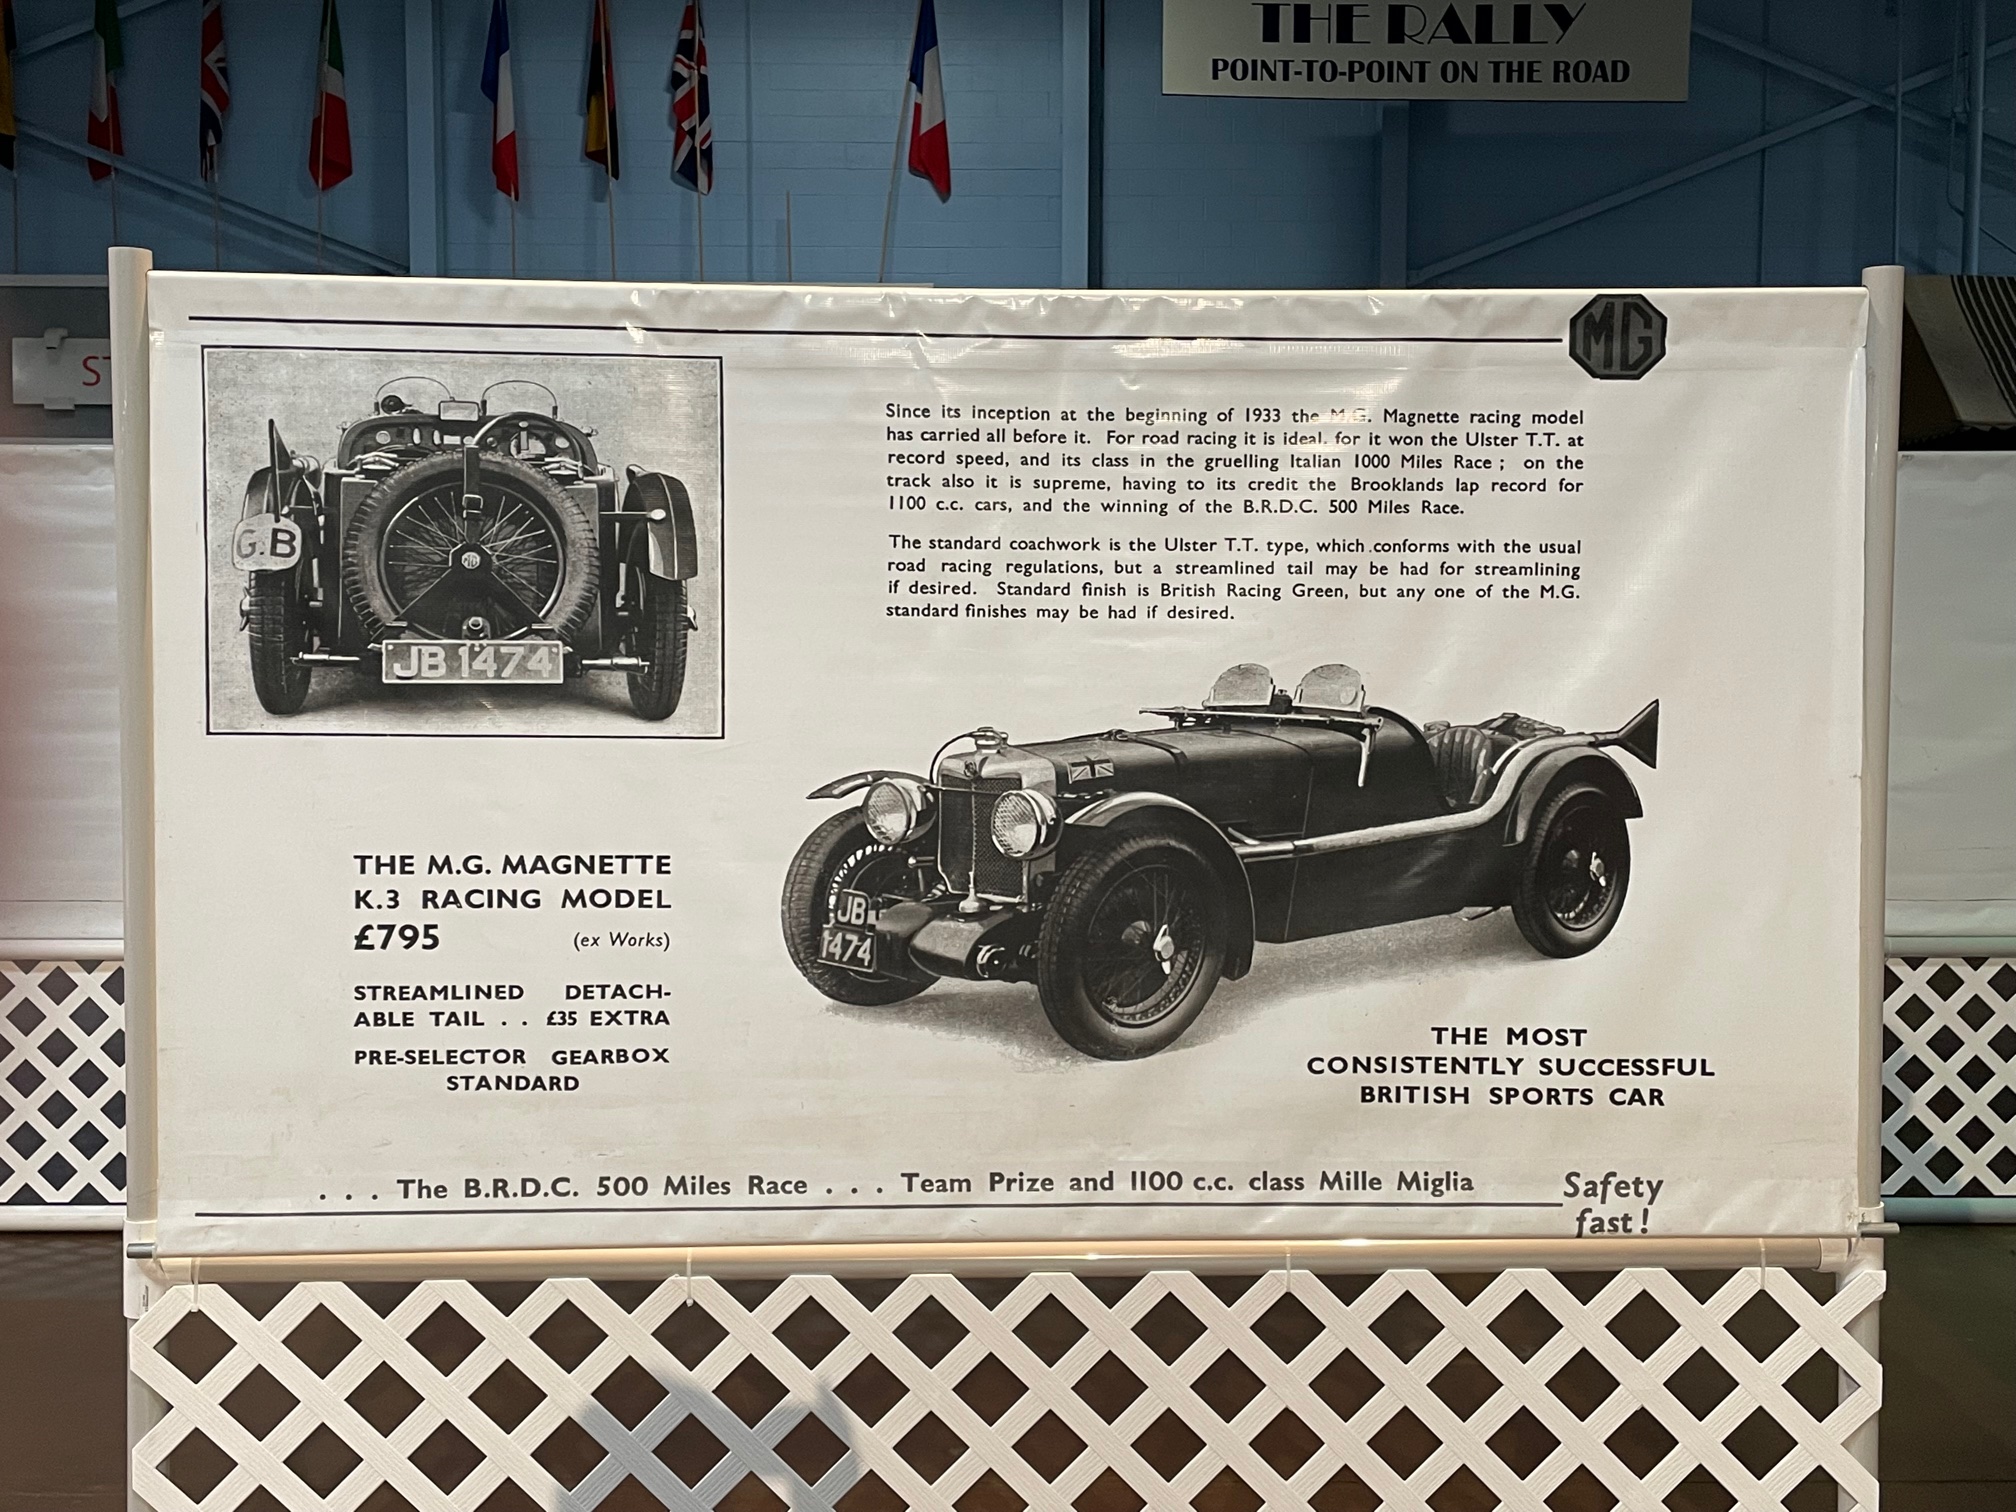 THE RALLY
POINT-TO-POINT ON THE ROAD
ST
MG
Since its inception at the beginning of 1933 the M.G. Magnette racing model
has carried all before it. For road racing it is ideal, for it won the Ulster T.T. at
record speed, and its class in the gruelling Italian 1000 Miles Race ; on the
track also it is supreme, having to its credit the Brooklands lap record for
1100 c.c. cars, and the winning of the B.R.D.C. 500 Miles Race.
The standard coachwork is the Ulster T.T. type, which conforms with the usual
road racing regulations, but a streamlined tail may be had for streamlining
if desired. Standard finish is British Racing Green, but any one of the M.G.
standard finishes may be had if desired.
G.B
MG
JB 1474
JB
1474
THE M.G. MAGNETTE
K.3 RACING MODEL
£795 (ex Works)
STREAMLINED DETACH-
ABLE TAIL . . £35 EXTRA
PRE-SELECTOR GEARBOX
STANDARD
THE MOST
CONSISTENTLY SUCCESSFUL
BRITISH SPORTS CAR
. . . The B.R.D.C. 500 Miles Race . . . Team Prize and 1100 c.c. class Mille Miglia
Safety
fast !